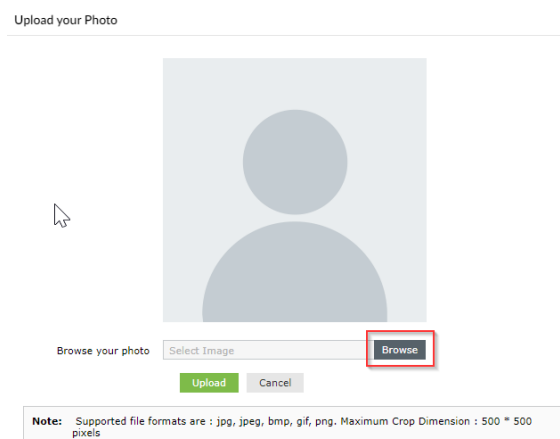 Upload your Photo
Browse your photo Select Image Browse
Upload Cancel
Note: Supported file formats are : jpg, jpeg, bmp, gif, png. Maximum Crop Dimension : 500 * 500
pixels